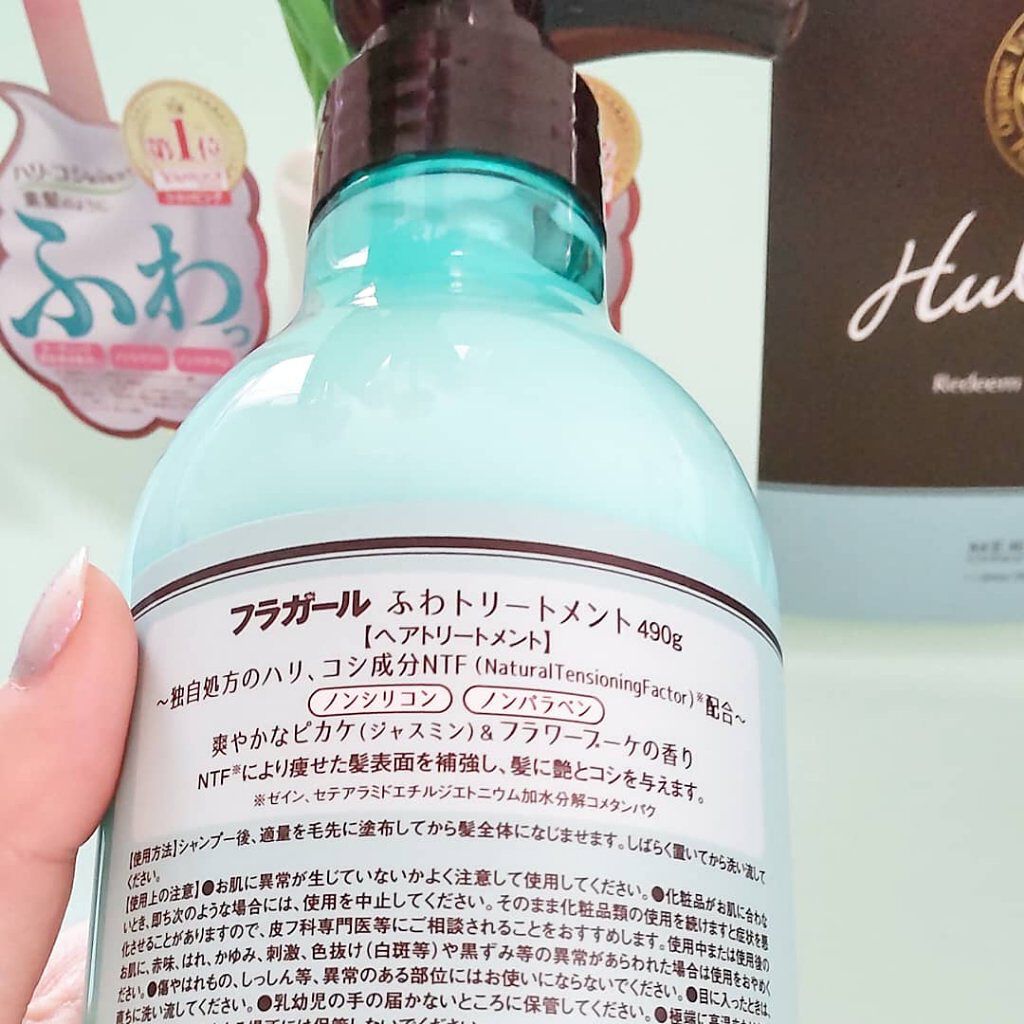 第1位
ハリ・コシ
ふわっ
Hul
Redeem
フラガール ふわトリートメント 490g
【ヘアトリートメント】
～独自処方のハリ、コシ成分NTF (NaturalTensioningFactor)※配合～
ノンシリコン ノンパラベン
爽やかなピカケ(ジャスミン)&フラワーブーケの香り
NTF※により痩せた髪表面を補強し、髪に艶とコシを与えます。
※ゼイン、セテアラミドエチルジエトニウム加水分解コメタンパク
【使用方法】シャンプー後、適量を毛先に塗布してから髪全体になじませます。しばらく置いてから洗い流して
ください。
【使用上の注意】●お肌に異常が生じていないかよく注意して使用してください。●化粧品がお肌に合わな
いとき、即ち次のような場合には、使用を中止してください。そのまま化粧品類の使用を続けますと症状を悪
化させることがありますので、皮フ科専門医等にご相談されることをおすすめします。使用中または使用後の
お肌に、赤味、はれ、かゆみ、刺激、色抜け(白斑等)や黒ずみ等の異常があらわれた場合は使用をおやめく
ださい。●傷やはれもの、しっしん等、異常のある部位にはお使いにならないでください。●目に入ったときは、
直ちに洗い流してください。●乳幼児の手の届かないところに保管してください。●極端に高温